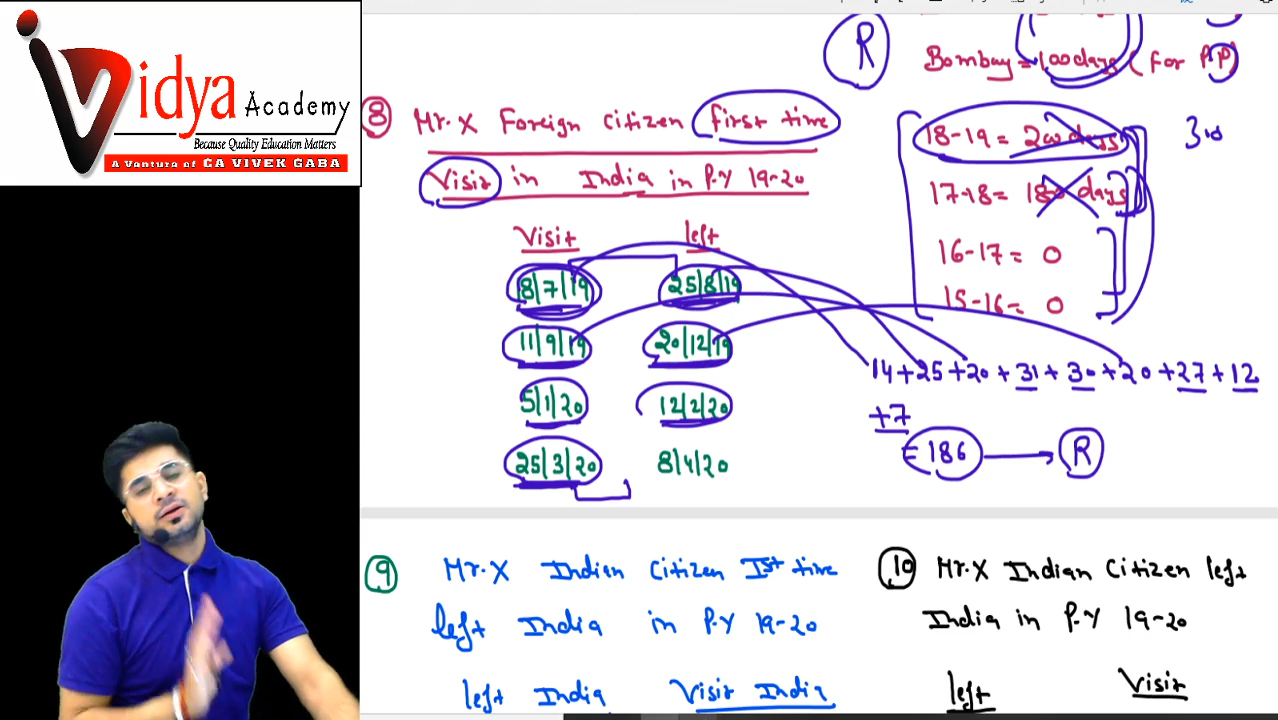 Vidya Academy
Because Quality Education Matters
A Ventura of CA VIVEK GABA
R
Bombay = 100 days (for P.P)
8 Mr. X Foreign Citizen first time
Visit in India in P.Y 19-20
18-19 = 200 days
17-18 = 180 days
16-17 = 0
15-16 = 0
Visit left
8/7/19 25/8/19
11/9/19 20/12/19
5/1/20 12/2/20
25/3/20 8/4/20
14+25+20+31+30+20+27+12
+7
= 186 → R
9 Mr. X Indian Citizen Ist time
left India in P.Y 19-20
left India Visit India
10 Mr. X Indian Citizen left
India in P.Y 19-20
left Visit